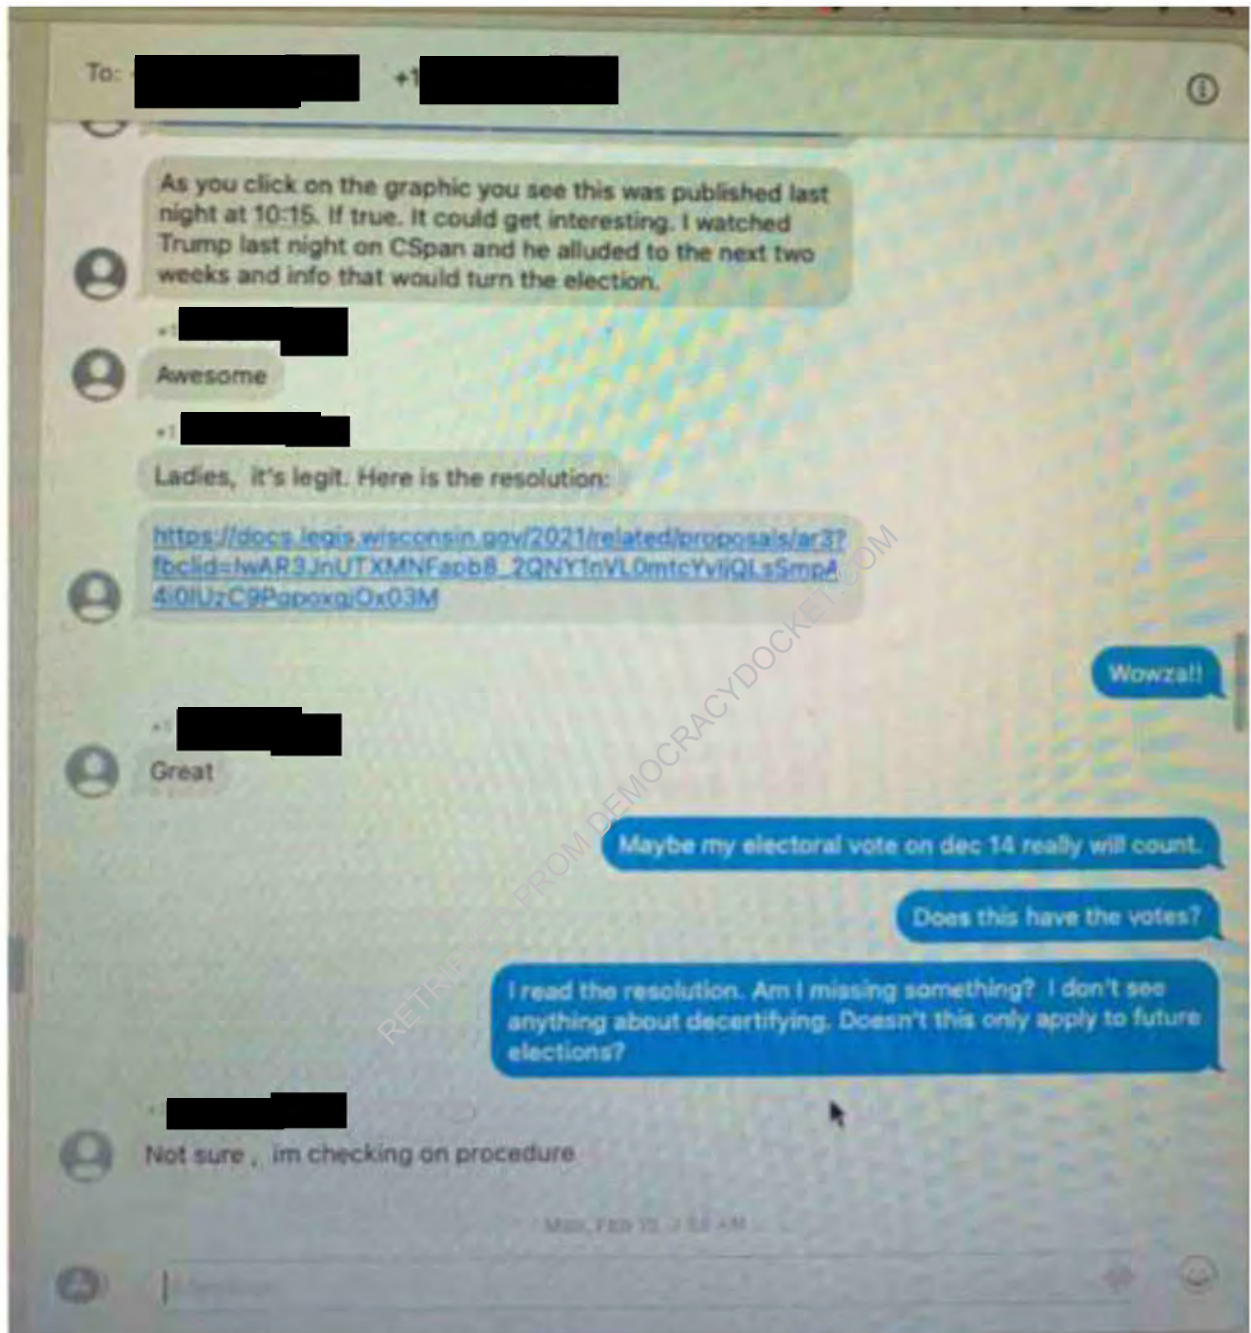 To:
+1
As you click on the graphic you see this was published last
night at 10:15. If true. It could get interesting. I watched
Trump last night on CSpan and he alluded to the next two
weeks and info that would turn the election.
+1
Awesome
+1
Ladies, it's legit. Here is the resolution:
https://docs.legis.wisconsin.gov/2021/related/proposals/ar3?
Wowza!!
+1
Great
Maybe my electoral vote on dec 14 really will count.
Does this have the votes?
I read the resolution. Am I missing something? I don't see
anything about decertifying. Doesn't this only apply to future
elections?
Not sure , im checking on procedure
FROM DEMOCRACYDOCKET.COM